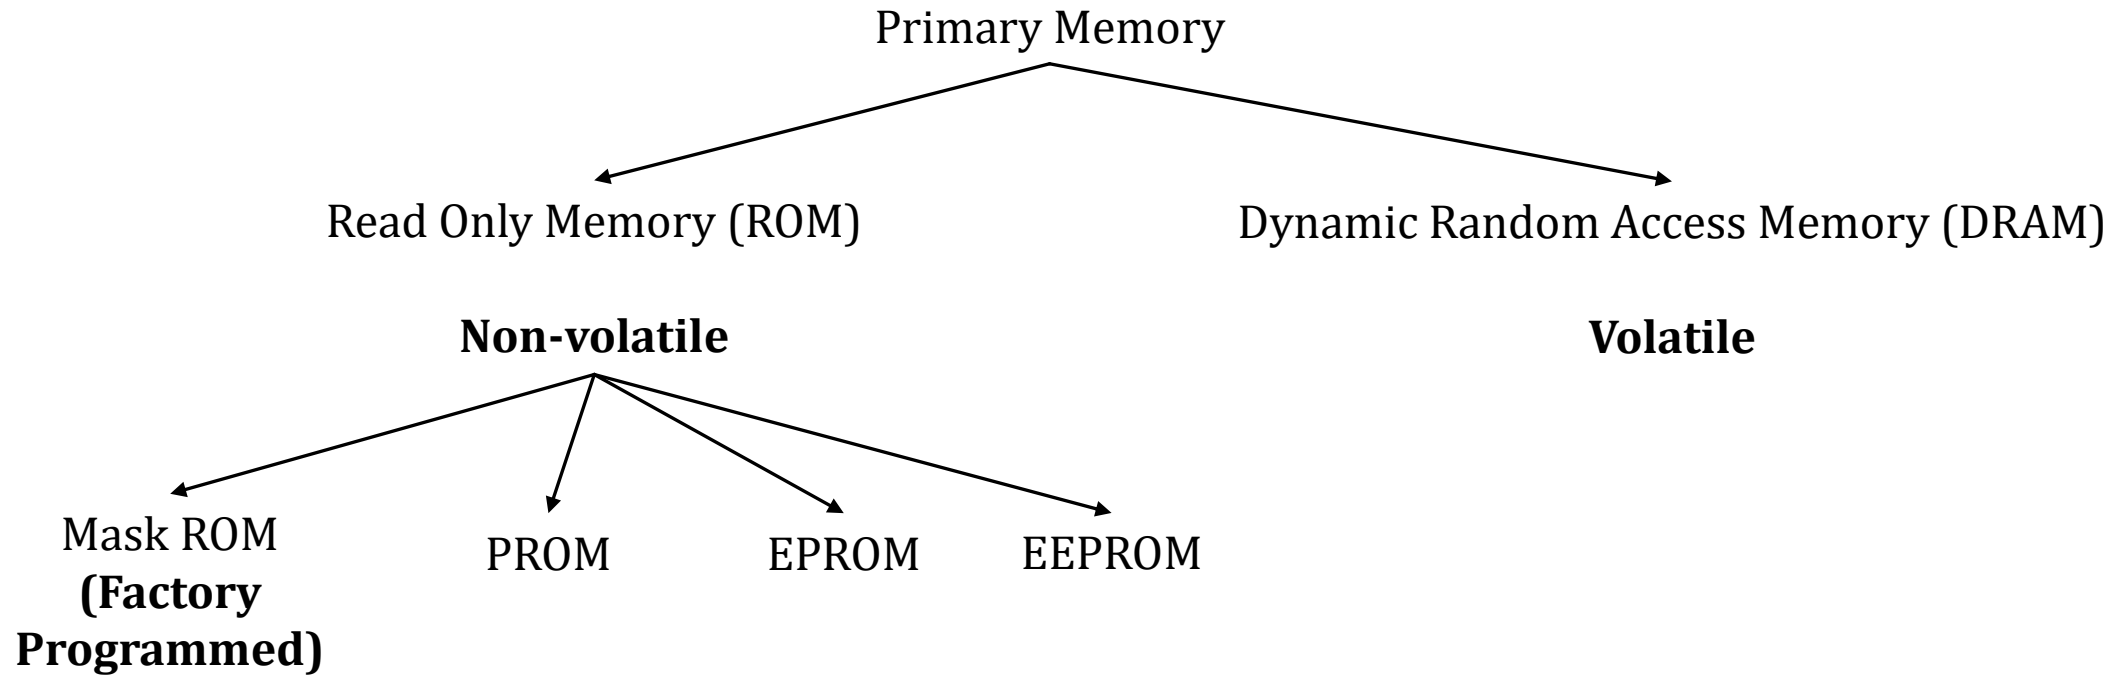 Primary Memory
Read Only Memory (ROM)
Dynamic Random Access Memory (DRAM)
Non-volatile
Volatile
Mask ROM
(Factory
Programmed)
PROM
EPROM
EEPROM